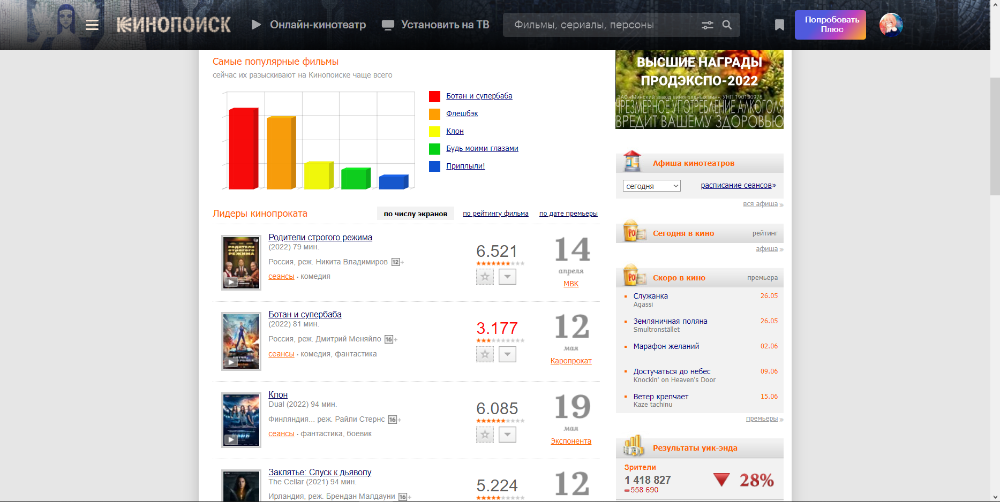 КИНОПОИСК
Онлайн-кинотеатр
Установить на ТВ
Фильмы, сериалы, персоны
Попробовать
Плюс
Самые популярные фильмы
сейчас их разыскивают на Кинопоиске чаще всего
Ботан и супербаба
Флешбэк
Клон
Будь моими глазами
Приплыли!
Лидеры кинопроката
по числу экранов
по рейтингу фильма
по дате премьеры
РОДИТЕЛИ
СТРОГОГО
РЕЖИМА
Родители строгого режима
(2022) 79 мин.
Россия, реж. Никита Владимиров 12+
сеансы - комедия
6.521
14
апреля
МВК
Ботан и супербаба
(2022) 81 мин.
Россия, реж. Дмитрий Меняйло 16+
сеансы - комедия, фантастика
3.177
12
мая
Каропрокат
Клон
Dual (2022) 94 мин.
Финляндия... реж. Райли Стернс 16+
сеансы - фантастика, боевик
6.085
19
мая
Экспонента
Заклятье: Спуск к дьяволу
The Cellar (2021) 94 мин.
Ирландия, реж. Брендан Малдауни 16+
5.224
12
ВЫСШИЕ НАГРАДЫ
ПРОДЭКСПО-2022
ЗАО «Минский завод виноградных вин», УНП 190130976
ЧРЕЗМЕРНОЕ УПОТРЕБЛЕНИЕ АЛКОГОЛЯ
ВРЕДИТ ВАШЕМУ ЗДОРОВЬЮ
Афиша кинотеатров
сегодня
расписание сеансов»
вся афиша »
Сегодня в кино
рейтинг
афиша »
Скоро в кино
премьера
Служанка 26.05
Agassi
Земляничная поляна 26.05
Smultronstället
Марафон желаний 02.06
Достучаться до небес 09.06
Knockin' on Heaven's Door
Ветер крепчает 15.06
Kaze tachinu
премьеры »
Результаты уик-энда
Зрители
1 418 827
558 690
28%